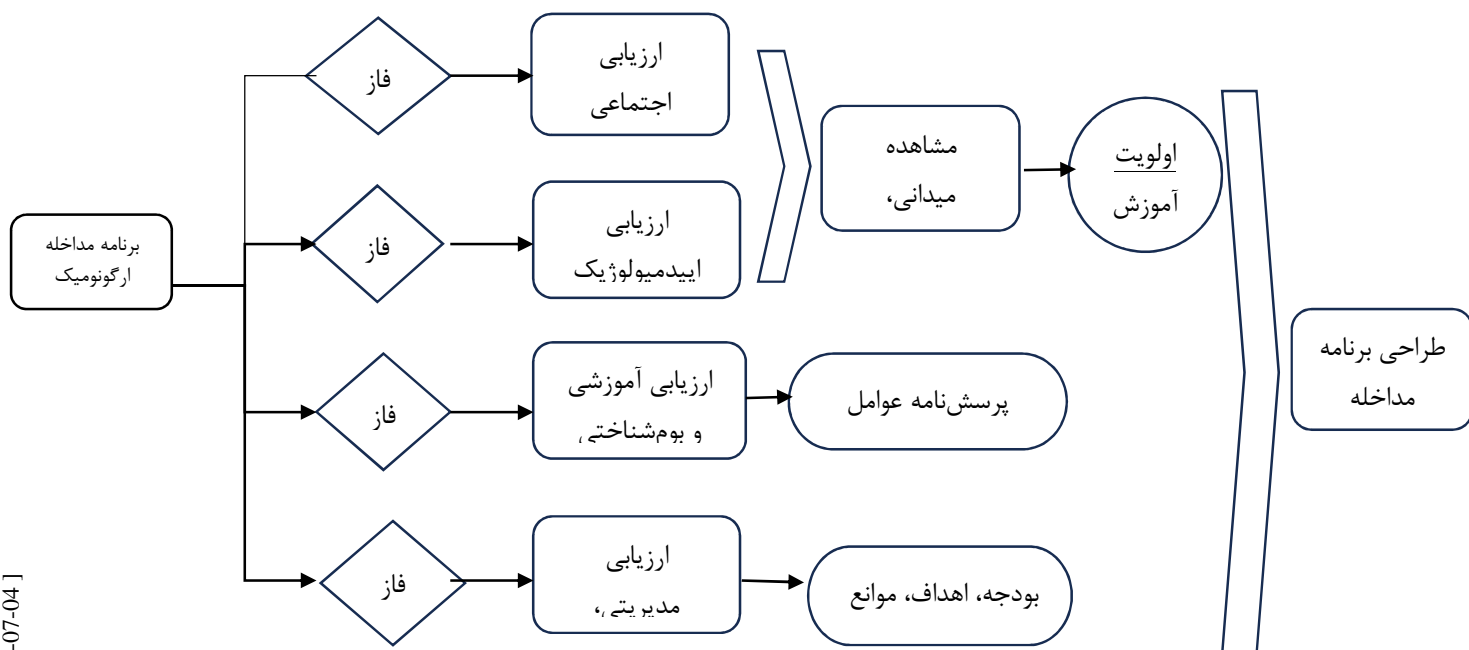 برنامه مداخله
ارگونومیک
فاز
ارزیابی
اجتماعی
فاز
ارزیابی
اپیدمیولوژیک
مشاهده
میدانی،
اولویت
آموزش
فاز
ارزیابی آموزشی
و بوم‌شناختی
پرسش‌نامه عوامل
فاز
ارزیابی
مدیریتی،
بودجه، اهداف، موانع
طراحی برنامه
مداخله
-07-04 ]